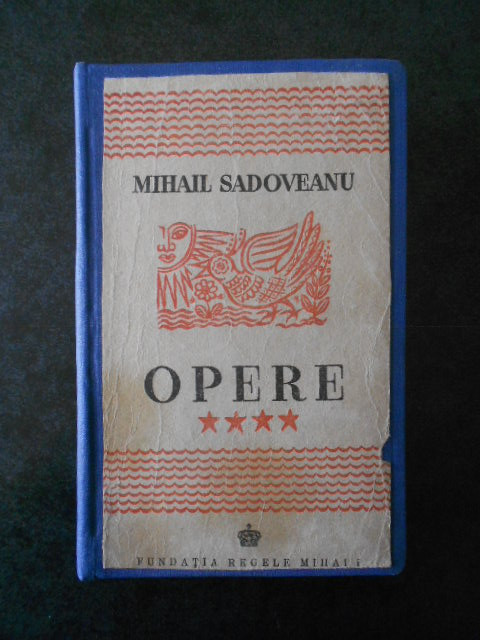 MIHAIL SADOVEANU
OPERE
★★★★
FUNDAȚIA REGELE MIHAI I